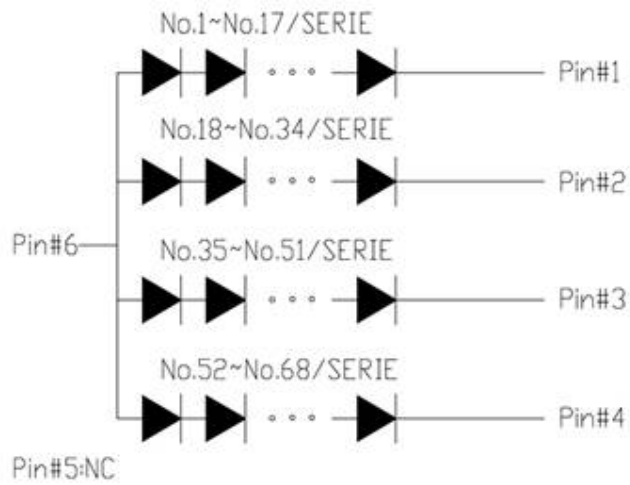 No.1~No.17/SERIE
Pin#1
No.18~No.34/SERIE
Pin#2
Pin#6
No.35~No.51/SERIE
Pin#3
No.52~No.68/SERIE
Pin#4
Pin#5:NC